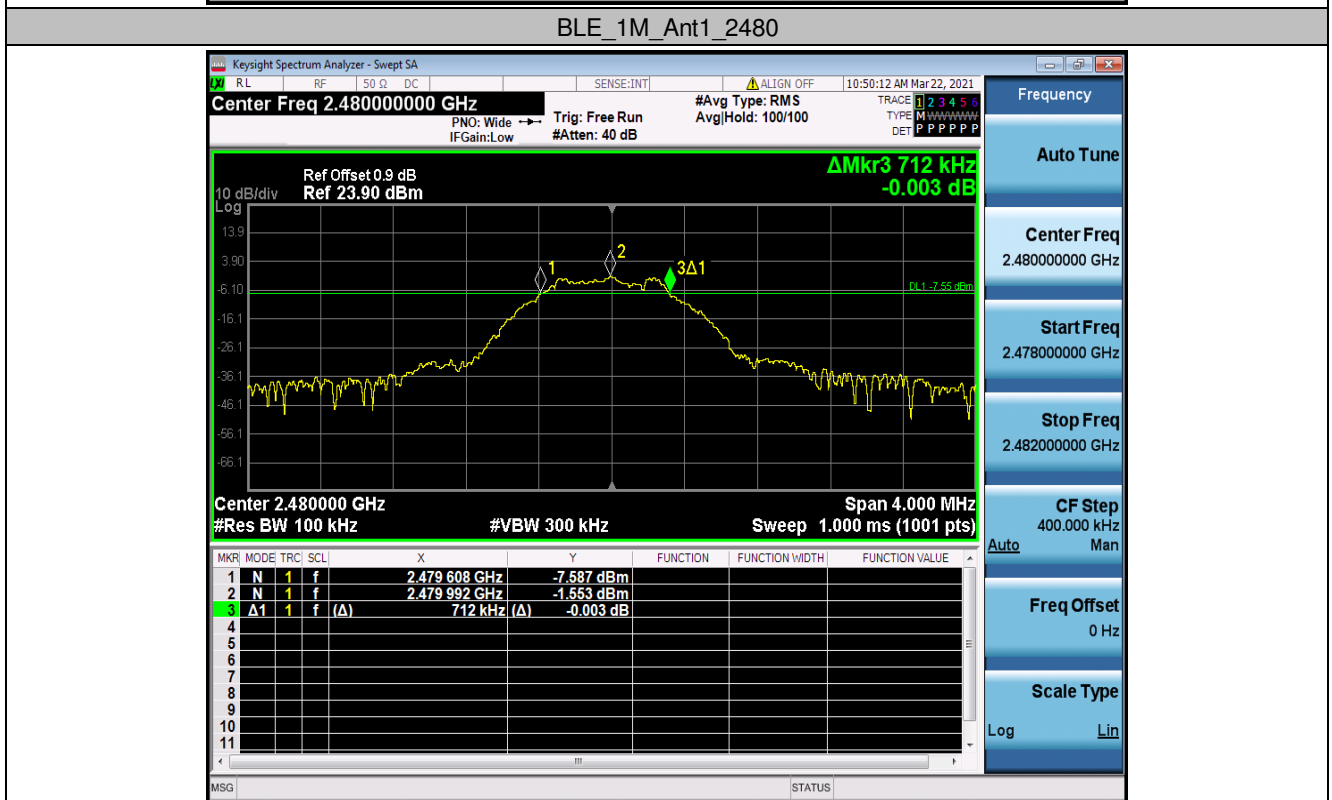 BLE_1M_Ant1_2480
Keysight Spectrum Analyzer - Swept SA
LXI RL RF 50 Ω DC SENSE:INT ALIGN OFF 10:50:12 AM Mar 22, 2021
Center Freq 2.480000000 GHz #Avg Type: RMS TRACE 1 2 3 4 5 6
PNO: Wide Trig: Free Run Avg|Hold: 100/100 TYPE M W W W W W
IFGain:Low #Atten: 40 dB DET P P P P P P
Frequency
Auto Tune
Center Freq
2.480000000 GHz
Start Freq
2.478000000 GHz
Stop Freq
2.482000000 GHz
CF Step
400.000 kHz
Auto Man
Freq Offset
0 Hz
Scale Type
Log Lin
ΔMkr3 712 kHz
-0.003 dB
Ref Offset 0.9 dB
10 dB/div Ref 23.90 dBm
Log
13.9
3.90
-6.10
-16.1
-26.1
-36.1
-46.1
-56.1
-66.1
1
2
3Δ1
DL1 -7.55 dBm
Center 2.480000 GHz Span 4.000 MHz
#Res BW 100 kHz #VBW 300 kHz Sweep 1.000 ms (1001 pts)
MKR MODE TRC SCL X Y FUNCTION FUNCTION WIDTH FUNCTION VALUE
1 N 1 f 2.479 608 GHz -7.587 dBm
2 N 1 f 2.479 992 GHz -1.553 dBm
3 Δ1 1 f (Δ) 712 kHz (Δ) -0.003 dB
4
5
6
7
8
9
10
11
MSG STATUS